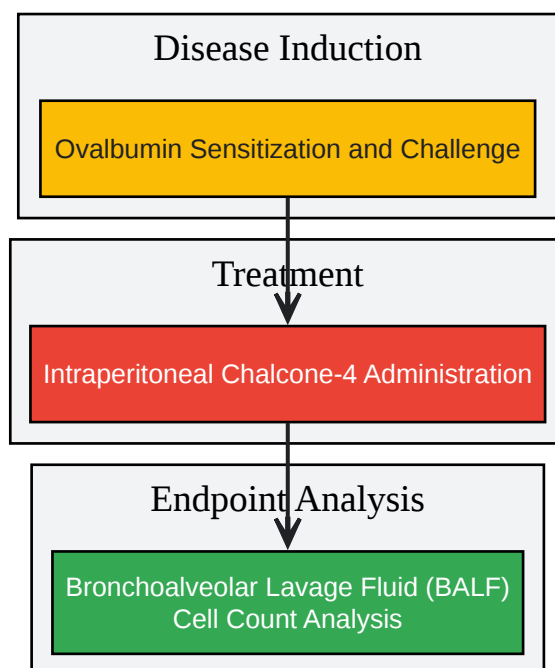 Disease Induction
Ovalbumin Sensitization and Challenge
Treatment
Intraperitoneal Chalcone-4 Administration
Endpoint Analysis
Bronchoalveolar Lavage Fluid (BALF)
Cell Count Analysis